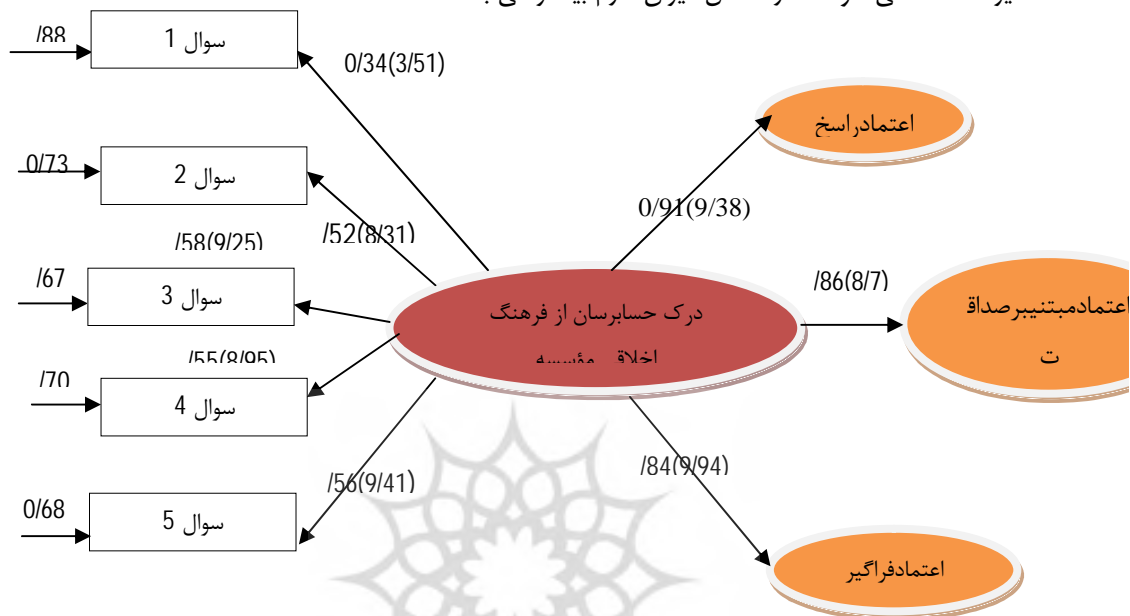 /88
سوال 1
0/34(3/51)
اعتمادراسخ
0/73
سوال 2
/58(9/25)
/52(8/31)
0/91(9/38)
/67
سوال 3
درک حسابرسان از فرهنگ
اخلاقی مؤسسه
/86(8/7)
اعتمادمبتنیبرصداق
ت
/55(8/95)
/70
سوال 4
/56(9/41)
/84(9/94)
0/68
سوال 5
اعتمادفراگیر